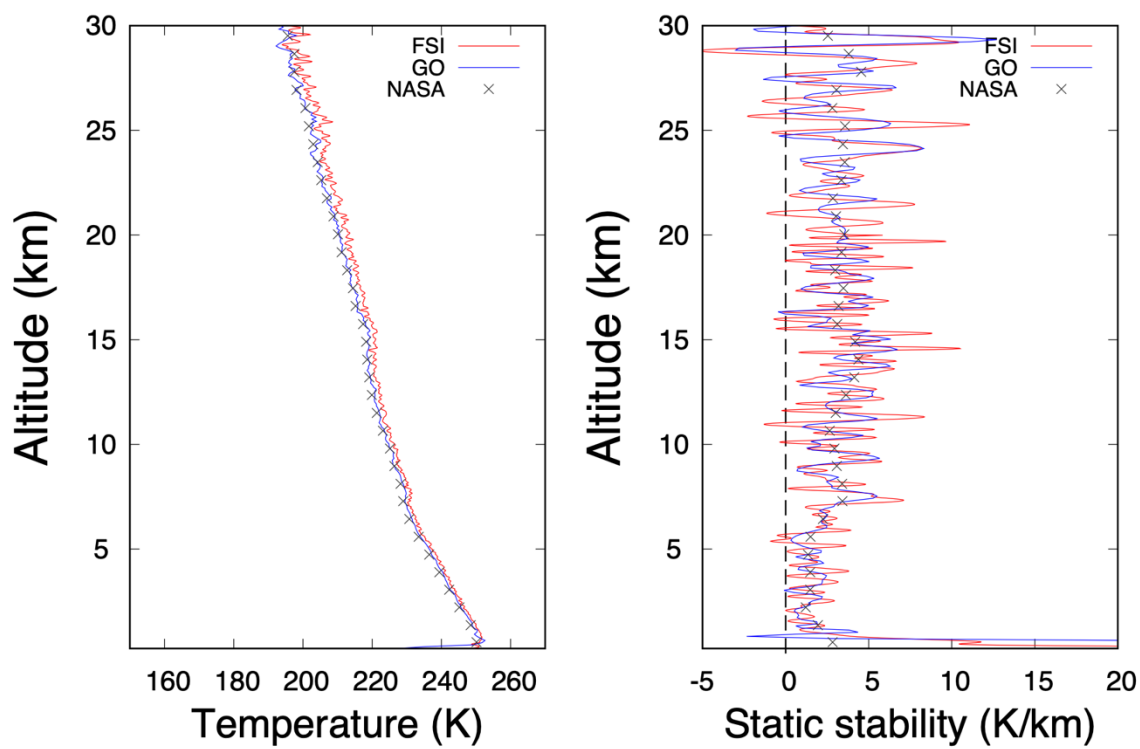 30
25
20
15
10
5
Altitude (km)
160 180 200 220 240 260
Temperature (K)
FSI
GO
NASA
30
25
20
15
10
5
Altitude (km)
-5 0 5 10 15 20
Static stability (K/km)
FSI
GO
NASA